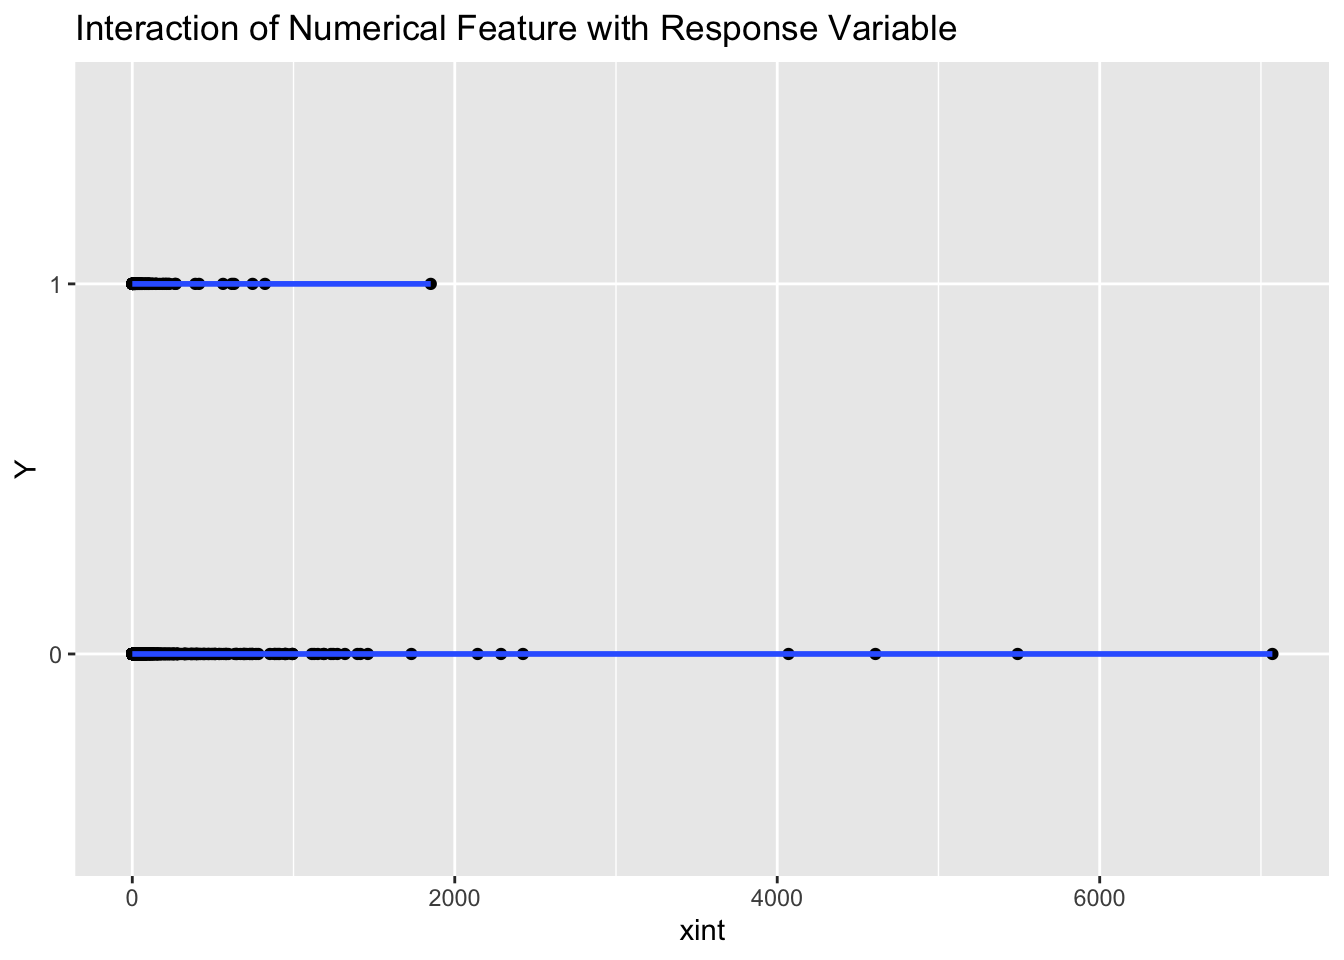 Interaction of Numerical Feature with Response Variable
1
Y
0
0 2000 4000 6000
xint